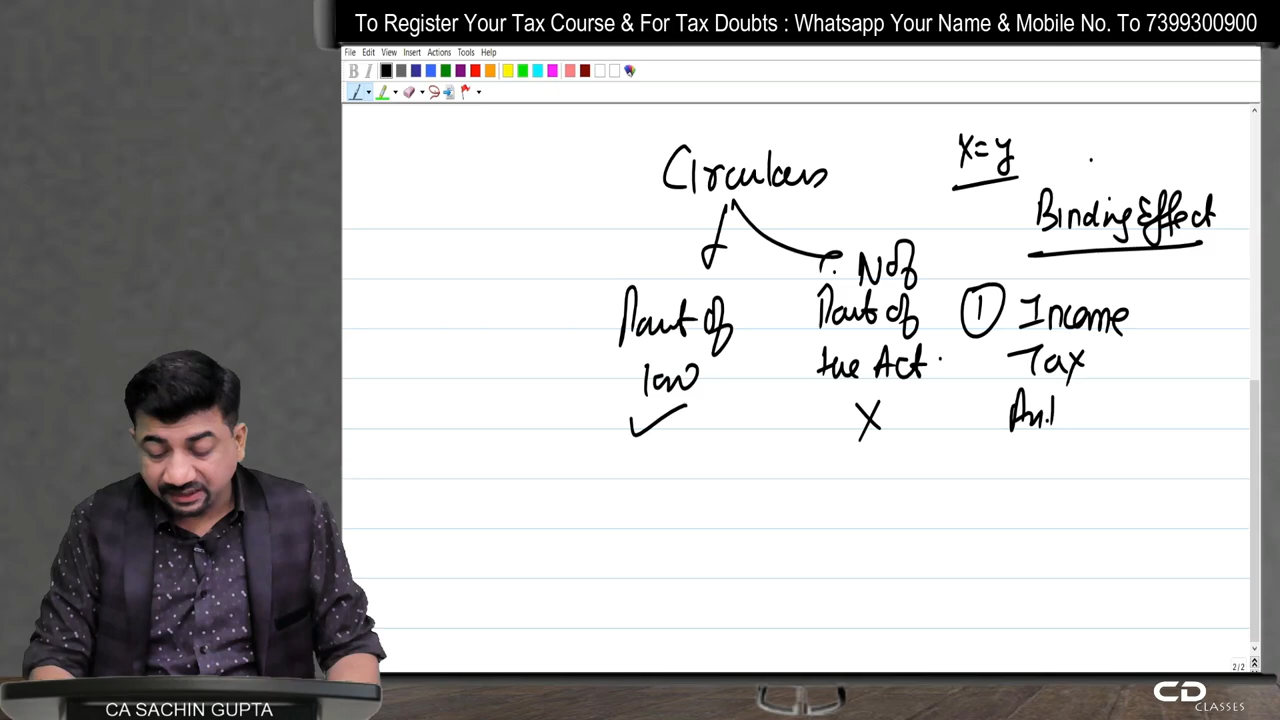 To Register Your Tax Course & For Tax Doubts : Whatsapp Your Name & Mobile No. To 7399300900
File Edit View Insert Actions Tools Help
B I
Circulars
x=y
Binding Effect
Part of
law
✓
Not
Part of
the Act.
X
① Income
Tax
2/2
CA SACHIN GUPTA
CD
CLASSES